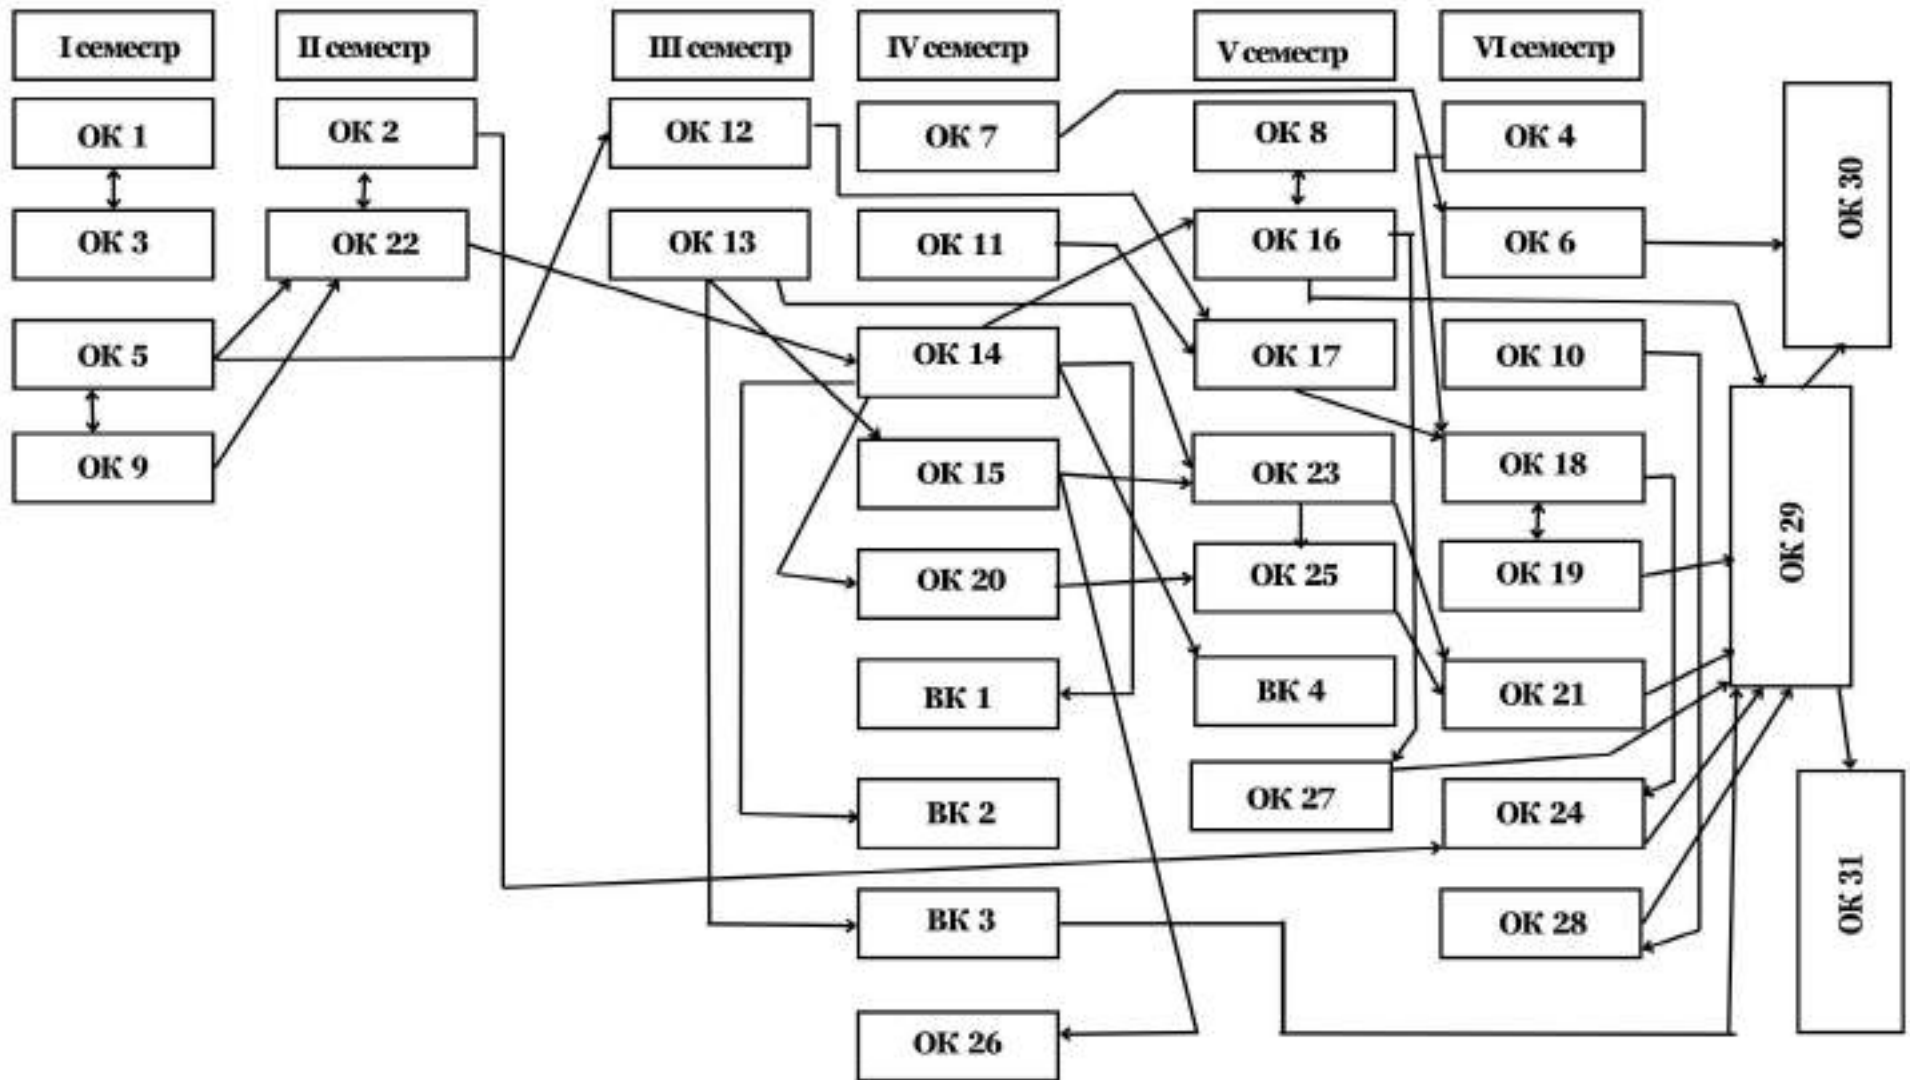 I семестр
II семестр
III семестр
IV семестр
V семестр
VI семестр
ОК 1
ОК 2
ОК 12
ОК 7
ОК 8
ОК 4
ОК 30
ОК 3
ОК 22
ОК 13
ОК 11
ОК 16
ОК 6
ОК 5
ОК 14
ОК 17
ОК 10
ОК 9
ОК 15
ОК 23
ОК 18
ОК 29
ОК 20
ОК 25
ОК 19
ВК 1
ВК 4
ОК 21
ВК 2
ОК 27
ОК 24
ВК 3
ОК 28
ОК 31
ОК 26